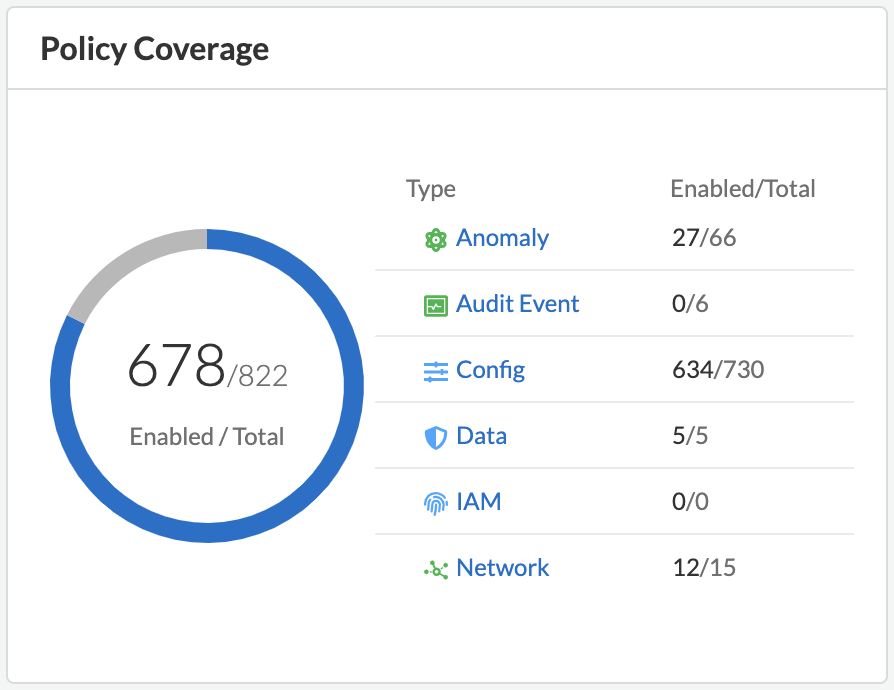 Policy Coverage
678/822
Enabled / Total
Type Enabled/Total
Anomaly 27/66
Audit Event 0/6
Config 634/730
Data 5/5
IAM 0/0
Network 12/15